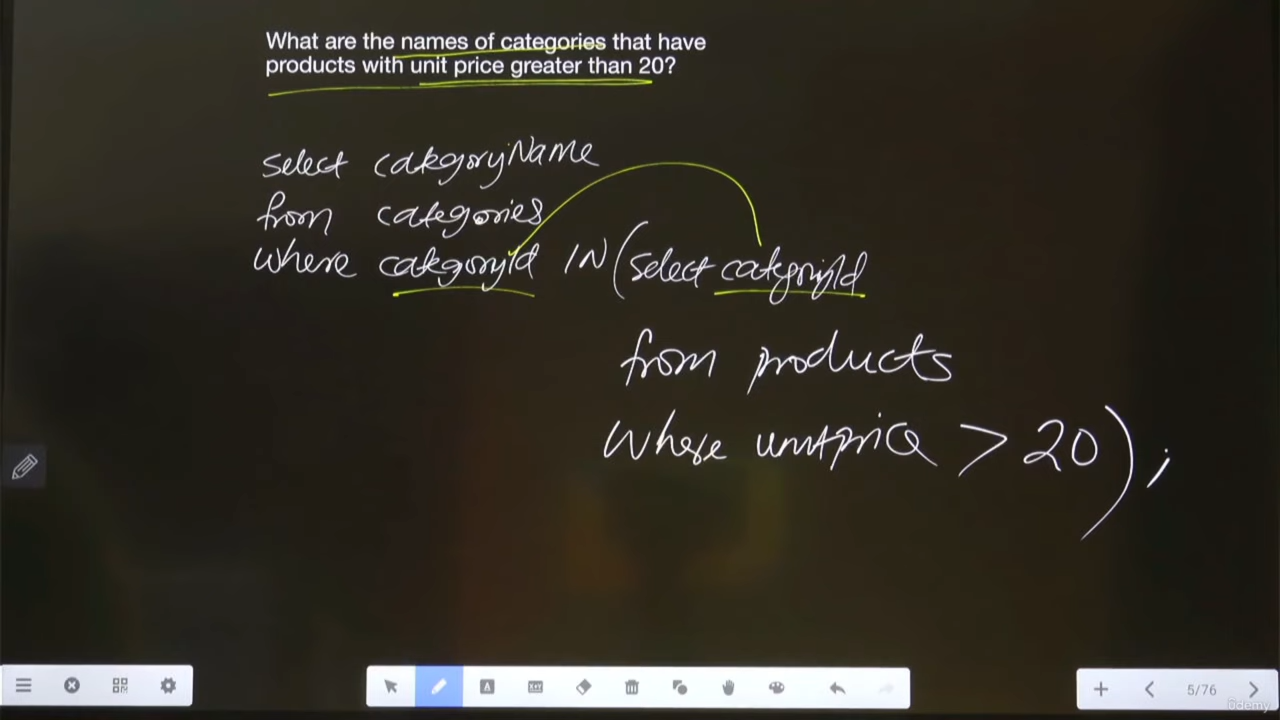 What are the names of categories that have
products with unit price greater than 20?
select categoryName
from categories
where categoryId IN (select categoryId
from products
where unitprice > 20);
5/76
ûdemy